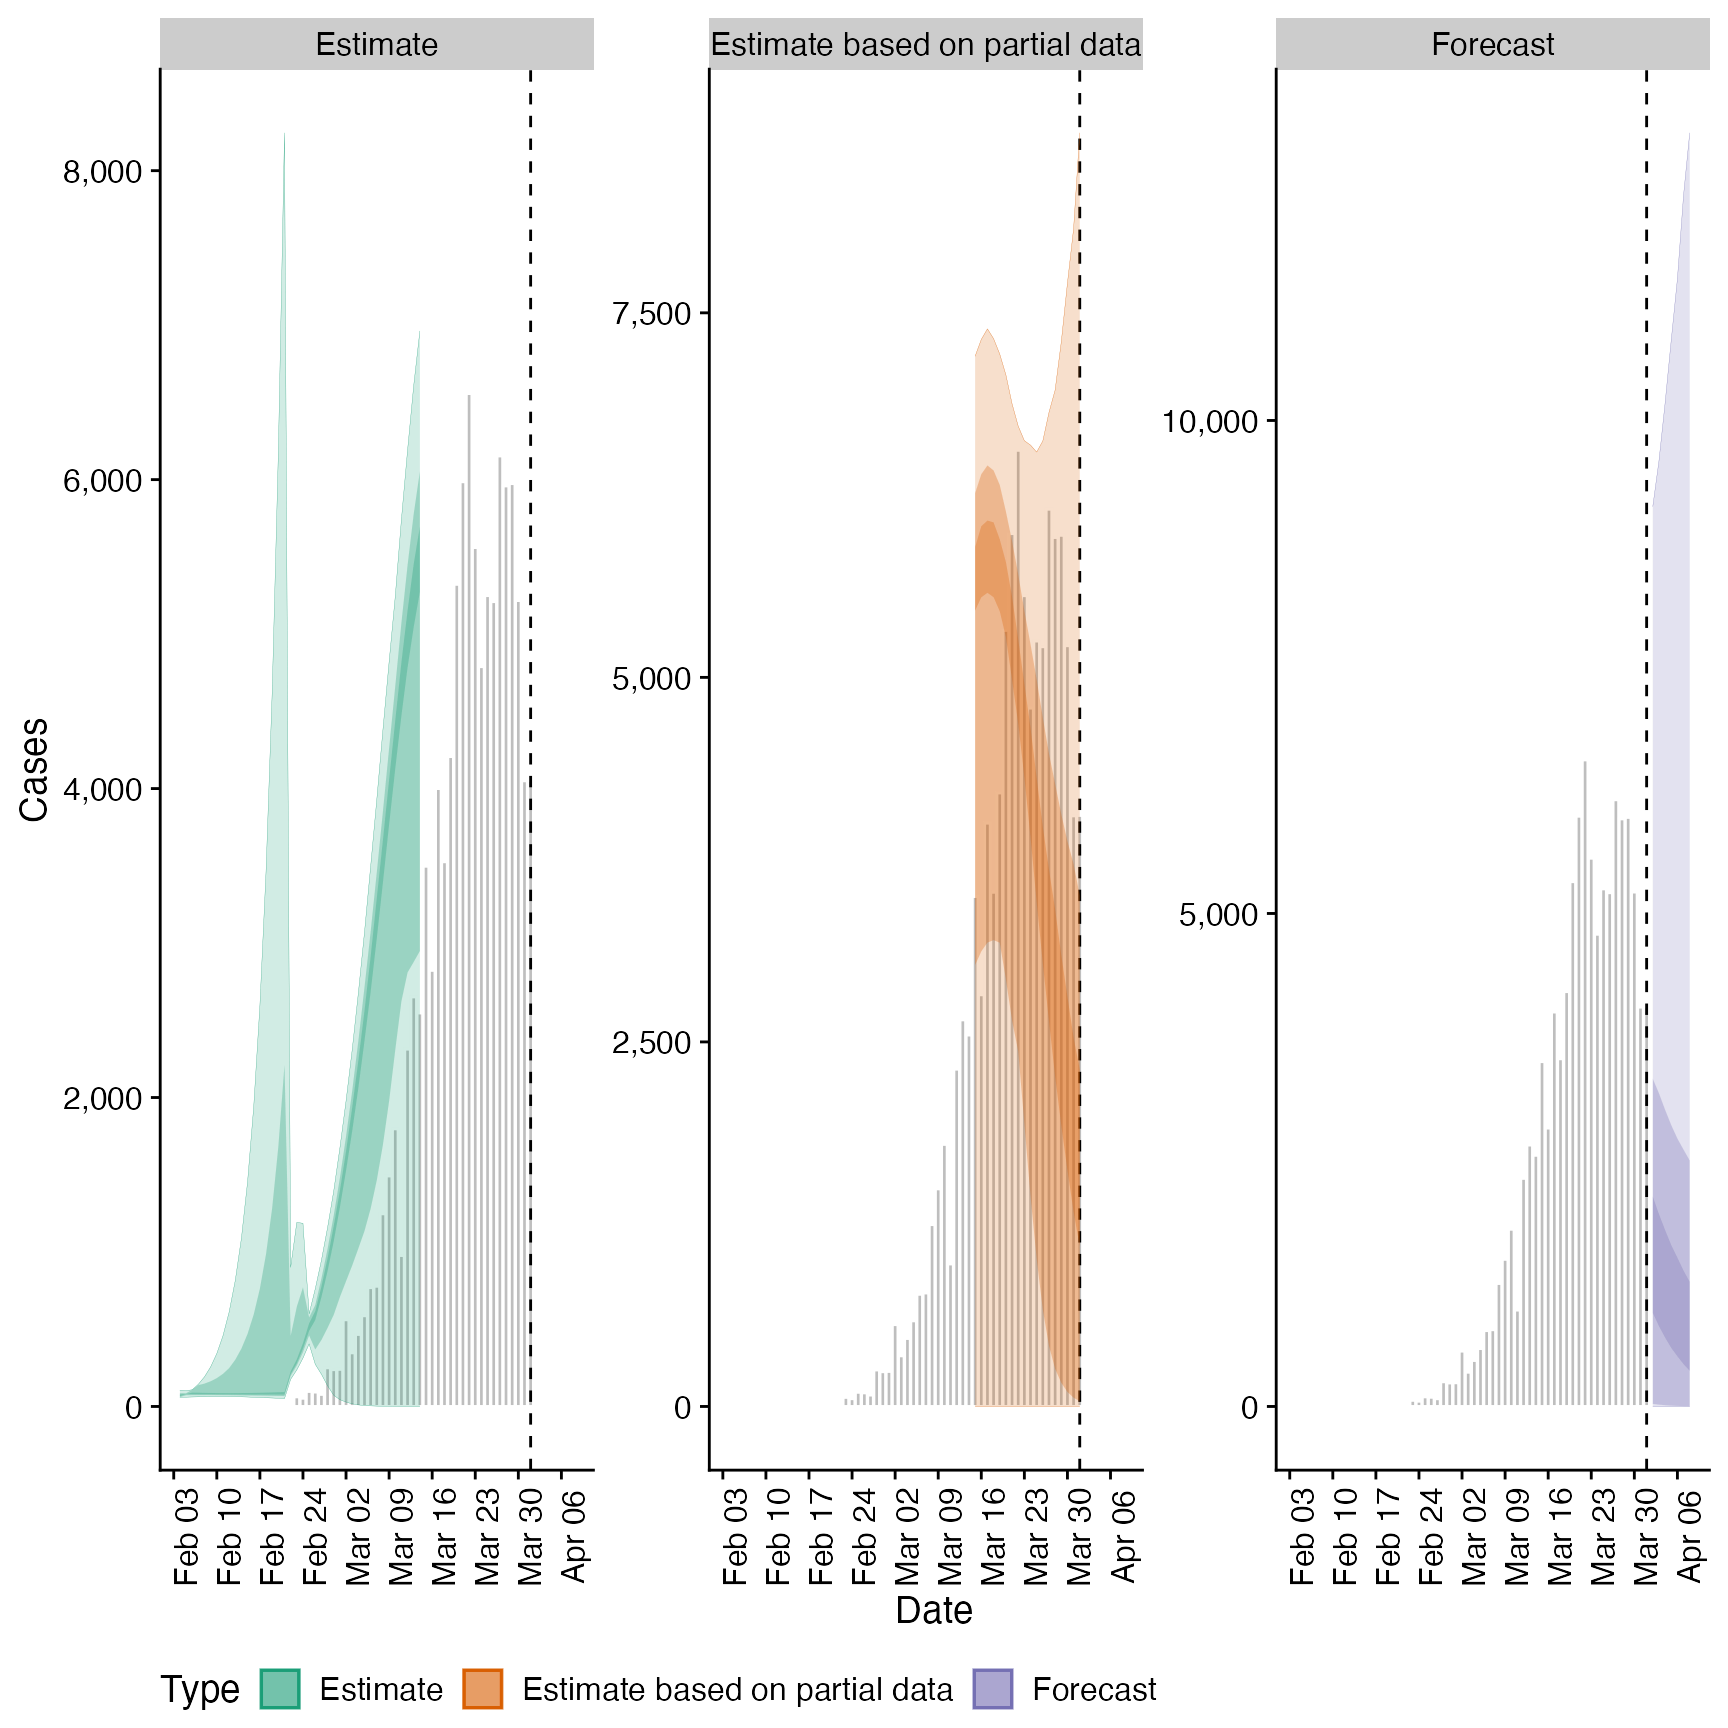 Estimate
Estimate based on partial data
Forecast
Cases
8,000
6,000
4,000
2,000
0
7,500
5,000
2,500
0
10,000
5,000
0
Feb 03
Feb 10
Feb 17
Feb 24
Mar 02
Mar 09
Mar 16
Mar 23
Mar 30
Apr 06
Feb 03
Feb 10
Feb 17
Feb 24
Mar 02
Mar 09
Mar 16
Mar 23
Mar 30
Apr 06
Feb 03
Feb 10
Feb 17
Feb 24
Mar 02
Mar 09
Mar 16
Mar 23
Mar 30
Apr 06
Date
Type Estimate Estimate based on partial data Forecast